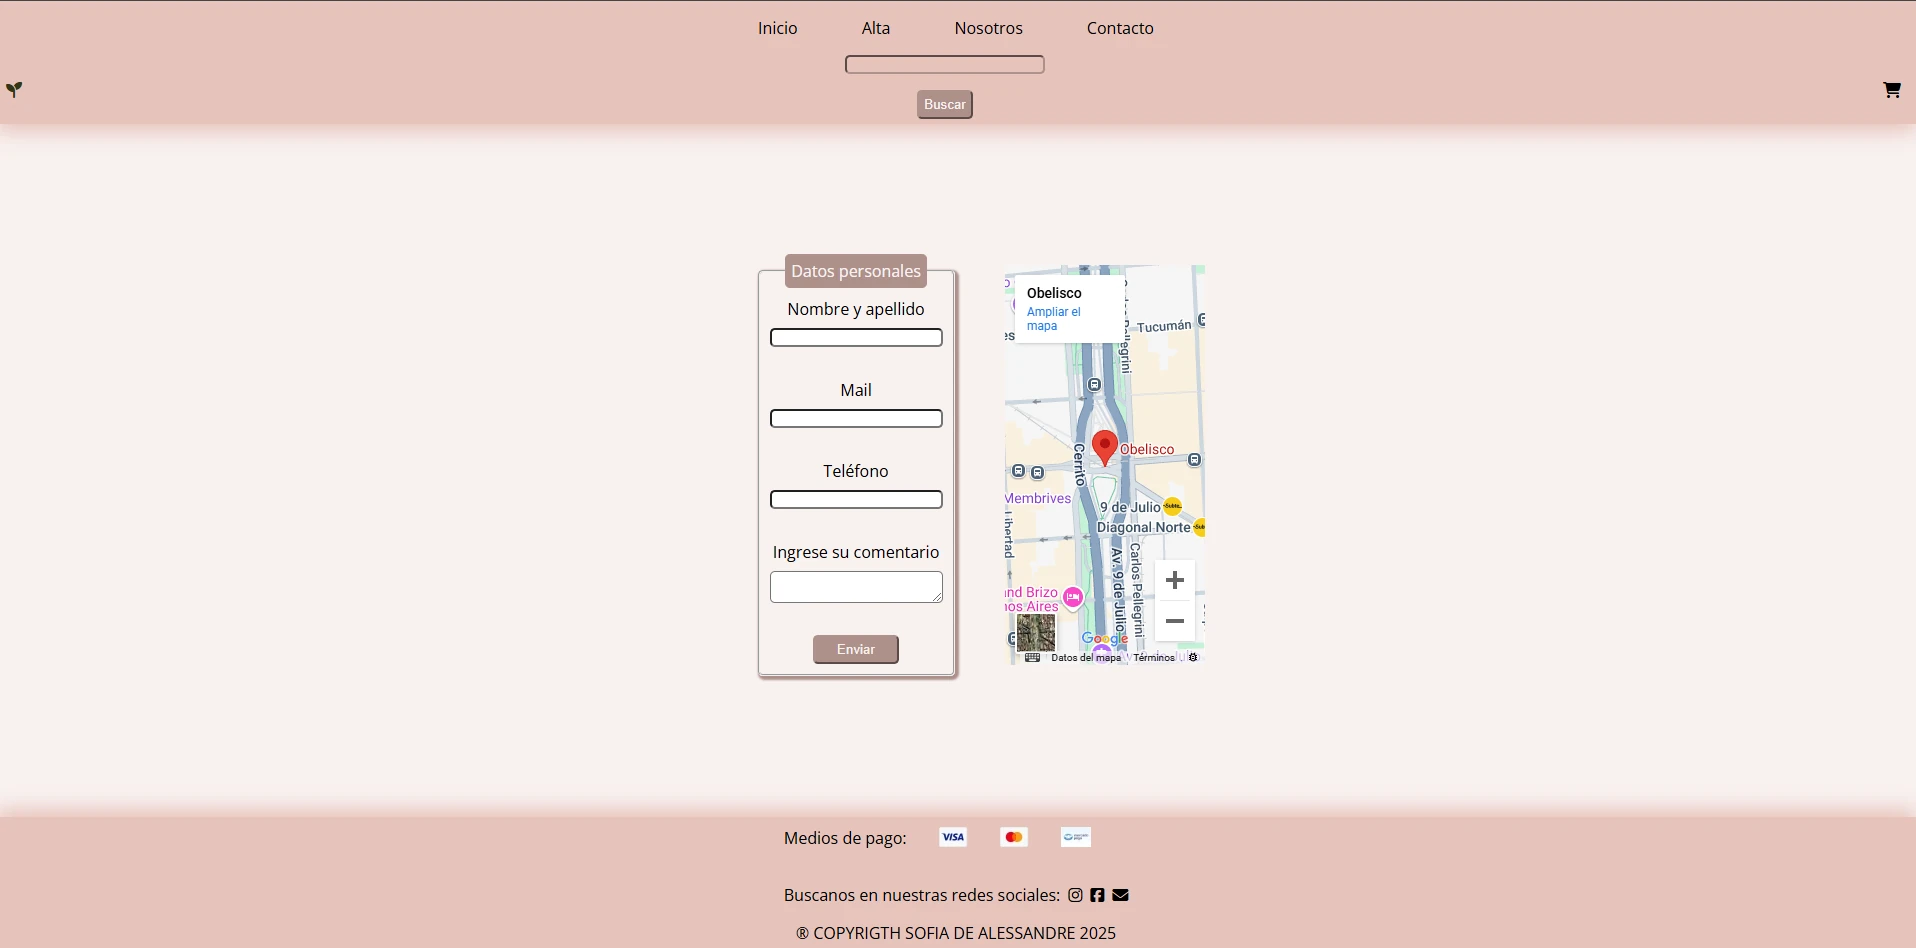 Inicio Alta Nosotros Contacto
Buscar
Datos personales
Nombre y apellido
Mail
Teléfono
Ingrese su comentario
Enviar
Obelisco
Ampliar el
mapa
Tucumán
Obelisco
Cerrito
Membrives
9 de Julio
Diagonal Norte
Libertad
Av. 9 de Julio
Carlos Pellegrini
Brizo
Aires
Google
Datos del mapa Términos
Medios de pago: VISA
Buscanos en nuestras redes sociales:
® COPYRIGTH SOFIA DE ALESSANDRE 2025